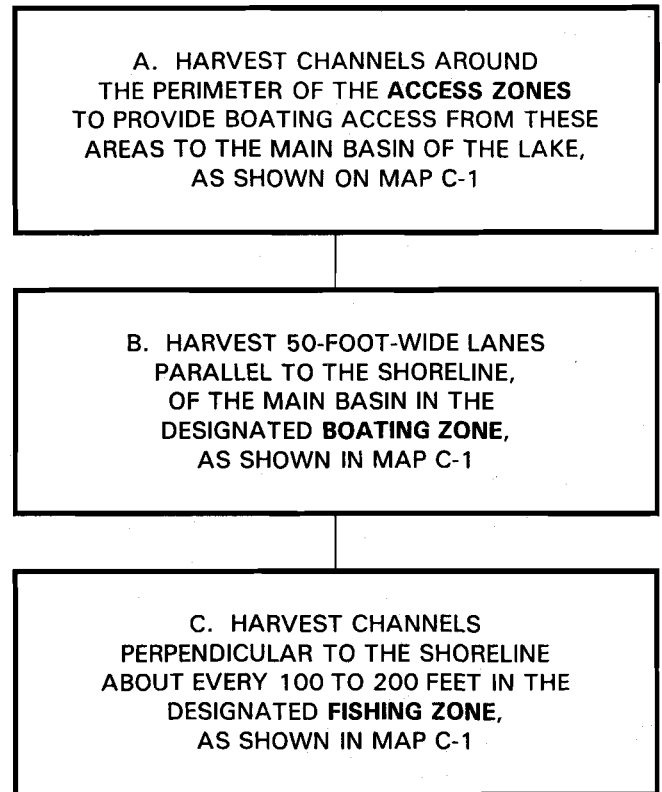 A. HARVEST CHANNELS AROUND
THE PERIMETER OF THE ACCESS ZONES
TO PROVIDE BOATING ACCESS FROM THESE
AREAS TO THE MAIN BASIN OF THE LAKE,
AS SHOWN ON MAP C-1
B. HARVEST 50-FOOT-WIDE LANES
PARALLEL TO THE SHORELINE,
OF THE MAIN BASIN IN THE
DESIGNATED BOATING ZONE,
AS SHOWN IN MAP C-1
C. HARVEST CHANNELS
PERPENDICULAR TO THE SHORELINE
ABOUT EVERY 100 TO 200 FEET IN THE
DESIGNATED FISHING ZONE,
AS SHOWN IN MAP C-1